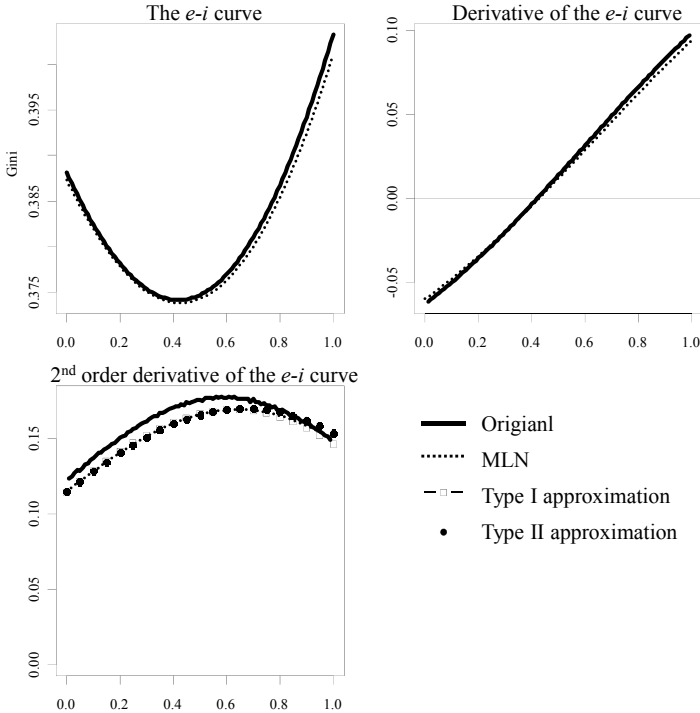 The e-i curve
Derivative of the e-i curve
Gini
0.375
0.385
0.395
0.0 0.2 0.4 0.6 0.8 1.0
-0.05
0.00
0.05
0.10
0.0 0.2 0.4 0.6 0.8 1.0
2nd order derivative of the e-i curve
0.00
0.05
0.10
0.15
0.0 0.2 0.4 0.6 0.8 1.0
Origianl
MLN
Type I approximation
Type II approximation